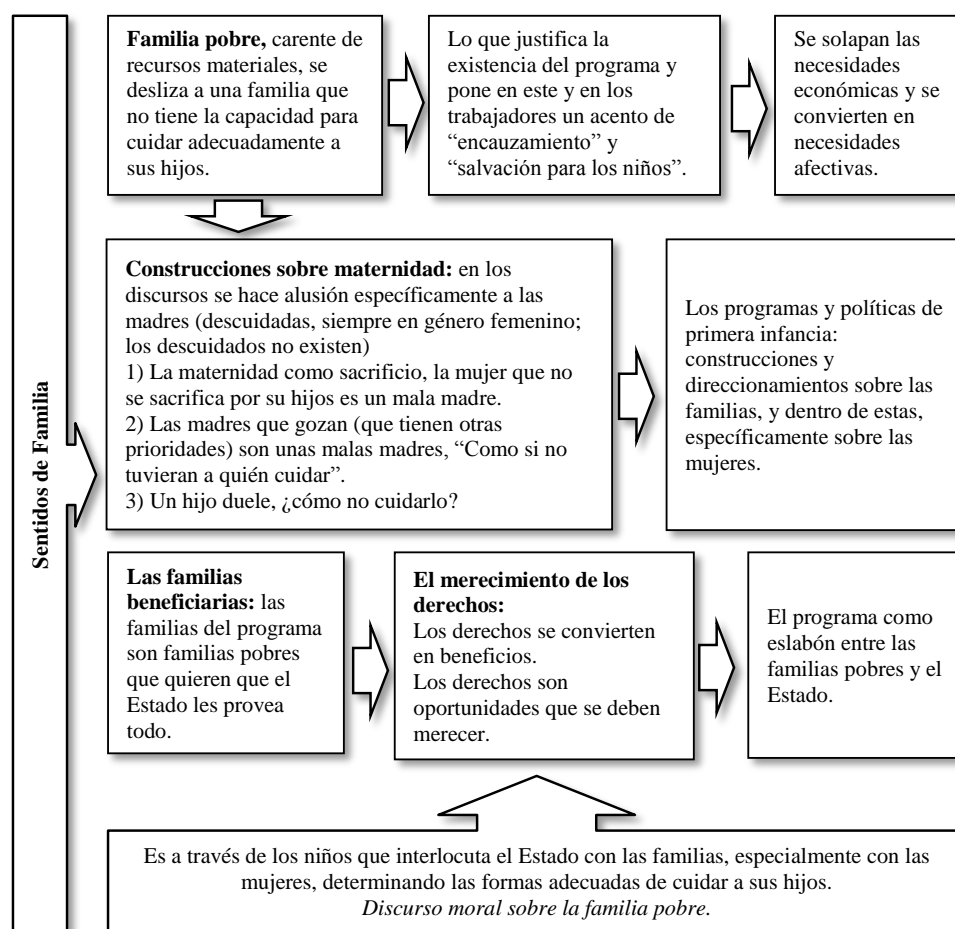 Sentidos de Familia
Familia pobre, carente de
recursos materiales, se
desliza a una familia que
no tiene la capacidad para
cuidar adecuadamente a
sus hijos.
Lo que justifica la
existencia del programa y
pone en este y en los
trabajadores un acento de
“encauzamiento” y
“salvación para los niños”.
Se solapan las
necesidades
económicas y se
convierten en
necesidades
afectivas.
Construcciones sobre maternidad: en los
discursos se hace alusión específicamente a las
madres (descuidadas, siempre en género femenino;
los descuidados no existen)
1) La maternidad como sacrificio, la mujer que no
se sacrifica por su hijos es un mala madre.
2) Las madres que gozan (que tienen otras
prioridades) son unas malas madres, “Como si no
tuvieran a quién cuidar”.
3) Un hijo duele, ¿cómo no cuidarlo?
Los programas y políticas de
primera infancia:
construcciones y
direccionamientos sobre las
familias, y dentro de estas,
específicamente sobre las
mujeres.
Las familias
beneficiarias: las
familias del programa
son familias pobres
que quieren que el
Estado les provea
todo.
El merecimiento de los
derechos:
Los derechos se convierten
en beneficios.
Los derechos son
oportunidades que se deben
merecer.
El programa como
eslabón entre las
familias pobres y el
Estado.
Es a través de los niños que interlocuta el Estado con las familias, especialmente con las
mujeres, determinando las formas adecuadas de cuidar a sus hijos.
Discurso moral sobre la familia pobre.